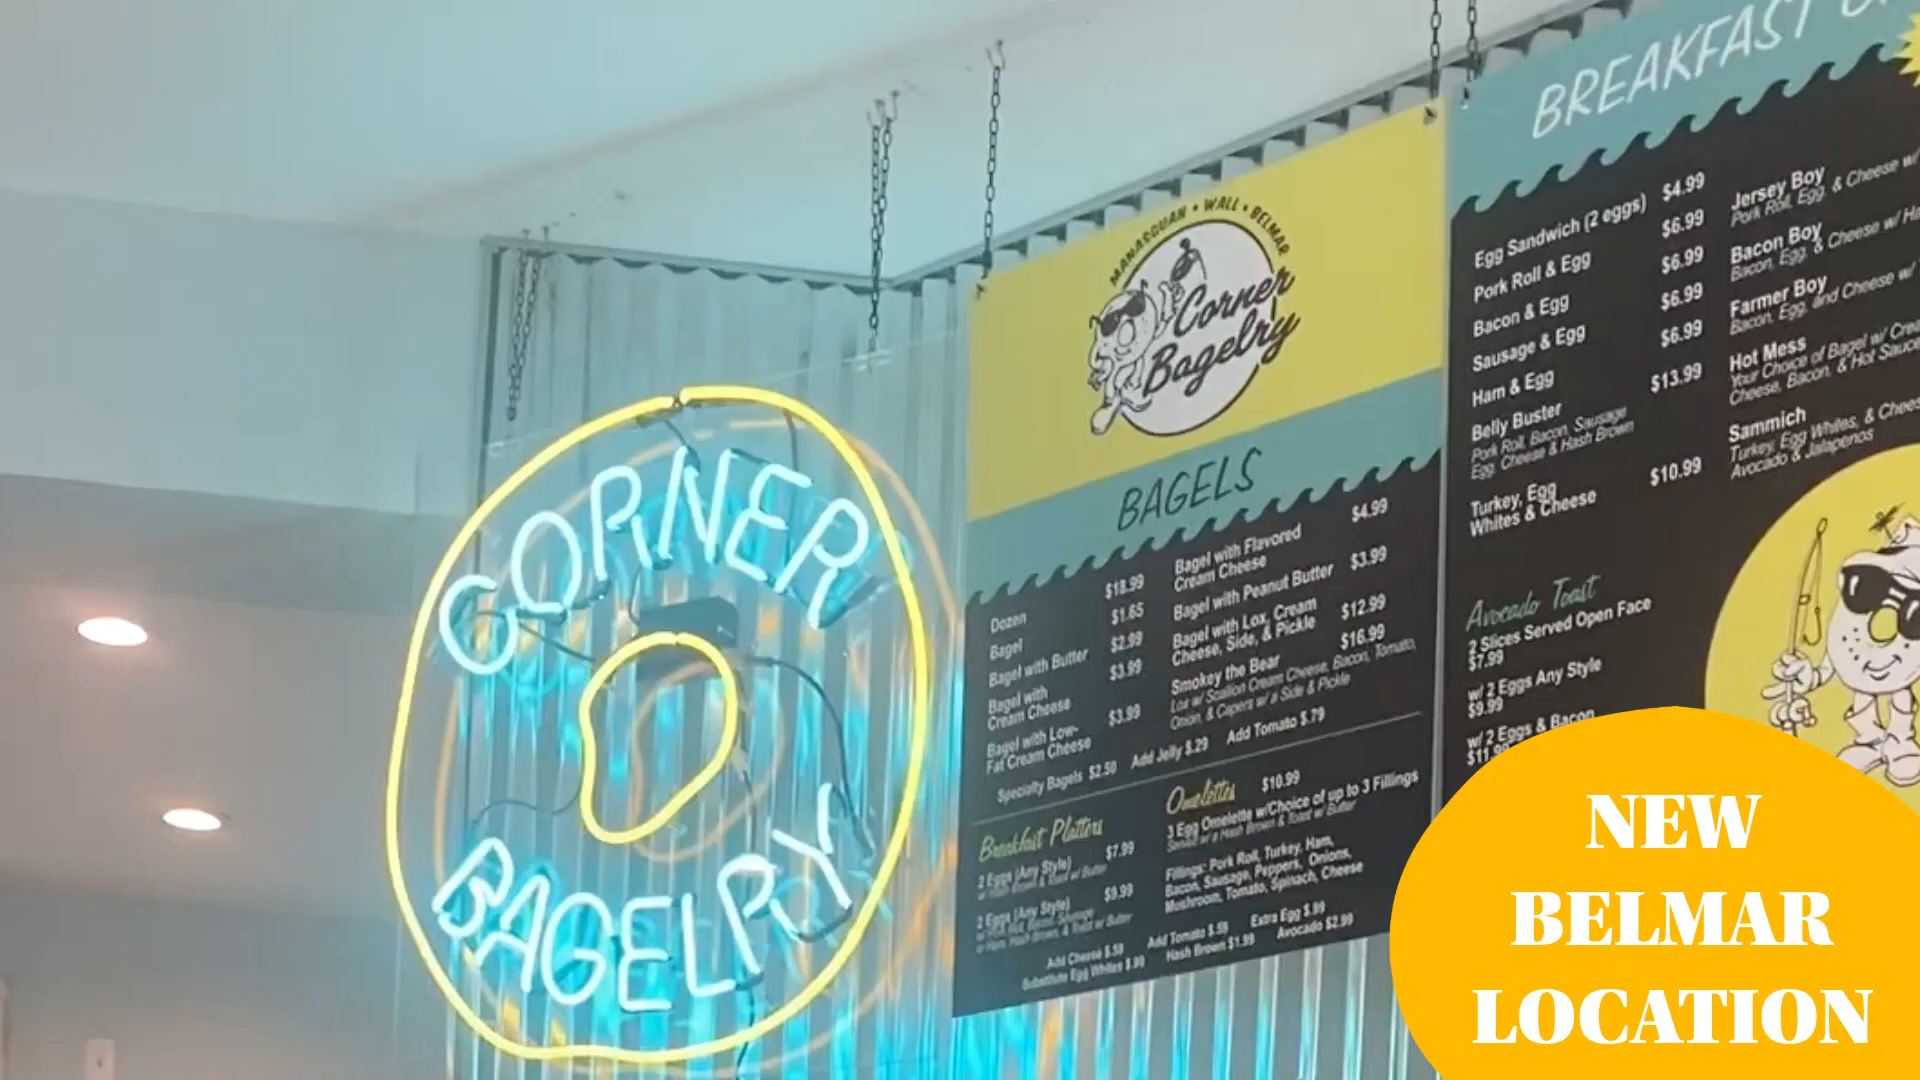 CORNER
BAGELRY
MANASQUAN • WALL • BELMAR
Corner
Bagelry
BAGELS
Dozen $18.99
Bagel $1.65
Bagel with Butter $2.99
Bagel with
Cream Cheese $3.99
Bagel with Low-
Fat Cream Cheese $3.99
Bagel with Flavored
Cream Cheese $4.99
Bagel with Peanut Butter $3.99
Bagel with Lox, Cream
Cheese, Side, & Pickle $12.99
Smokey the Bear $16.99
Lox w/ Scallion Cream Cheese, Bacon, Tomato,
Onion, & Capers w/ a Side & Pickle
Specialty Bagels $2.50 Add Jelly $.29 Add Tomato $.79
Breakfast Platters
2 Eggs (Any Style) $7.99
w/ Hash Brown & Toast w/ Butter
2 Eggs (Any Style) $9.99
w/ Pork Roll, Bacon, Sausage
or Ham, Hash Brown, & Toast w/ Butter
Omelettes $10.99
3 Egg Omelette w/Choice of up to 3 Fillings
Served w/ a Hash Brown & Toast w/ Butter
Fillings: Pork Roll, Turkey, Ham,
Bacon, Sausage, Peppers, Onions,
Mushroom, Tomato, Spinach, Cheese
Add Cheese $.59 Add Tomato $.59 Extra Egg $.99
Substitute Egg Whites $.99 Hash Brown $1.99 Avocado $2.99
BREAKFAST
Egg Sandwich (2 eggs) $4.99
Pork Roll & Egg $6.99
Bacon & Egg $6.99
Sausage & Egg $6.99
Ham & Egg $6.99
Belly Buster $13.99
Pork Roll, Bacon, Sausage
Egg, Cheese & Hash Brown
Turkey, Egg
Whites & Cheese $10.99
Jersey Boy
Pork Roll, Egg, & Cheese w/
Bacon Boy
Bacon, Egg, & Cheese w/
Farmer Boy
Bacon, Egg, and Cheese w/
Hot Mess
Your Choice of Bagel w/
Cheese, Bacon, & Hot Sauce
Sammich
Turkey, Egg Whites, &
Avocado & Jalapenos
Avocado Toast
2 Slices Served Open Face
$7.99
w/ 2 Eggs Any Style
$9.99
w/ 2 Eggs & Bacon
NEW
BELMAR
LOCATION